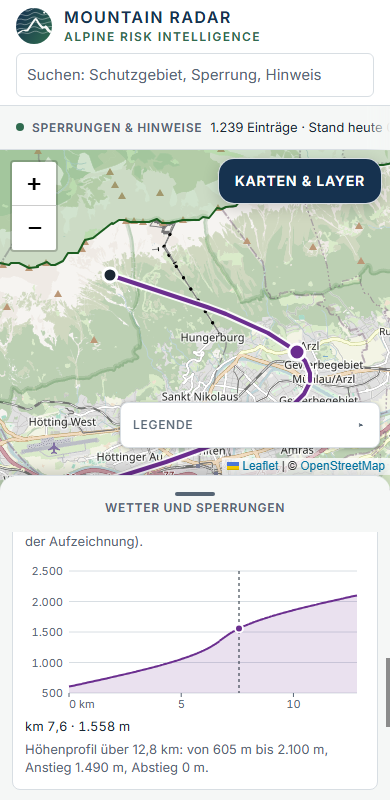 MOUNTAIN RADAR
ALPINE RISK INTELLIGENCE
Suchen: Schutzgebiet, Sperrung, Hinweis
SPERRUNGEN & HINWEISE 1.239 Einträge · Stand heute
+
−
KARTEN & LAYER
Hungerburg
Arzl
Gewerbegebiet
Mühlau/Arzl
Sankt Nikolaus
Gewerbegebiet
Hötting West
LEGENDE
Höttinger Au
Amras
Leaflet | © OpenStreetMap
WETTER UND SPERRUNGEN
der Aufzeichnung).
2.500
2.000
1.500
1.000
500
0 km 5 10
km 7,6 · 1.558 m
Höhenprofil über 12,8 km: von 605 m bis 2.100 m,
Anstieg 1.490 m, Abstieg 0 m.